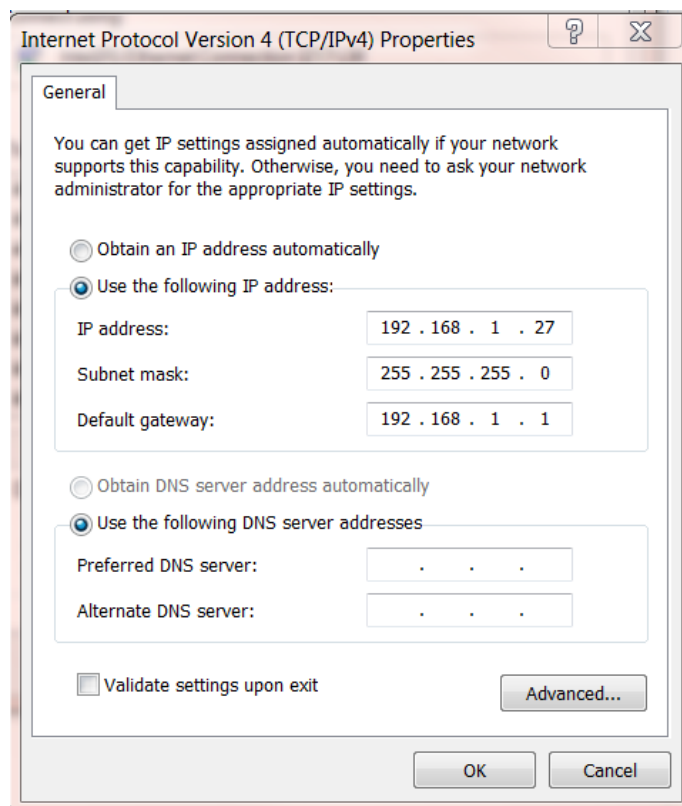 Internet Protocol Version 4 (TCP/IPv4) Properties
General
You can get IP settings assigned automatically if your network
supports this capability. Otherwise, you need to ask your network
administrator for the appropriate IP settings.
Obtain an IP address automatically
Use the following IP address:
IP address: 192 . 168 . 1 . 27
Subnet mask: 255 . 255 . 255 . 0
Default gateway: 192 . 168 . 1 . 1
Obtain DNS server address automatically
Use the following DNS server addresses
Preferred DNS server: . . .
Alternate DNS server: . . .
Validate settings upon exit
Advanced...
OK Cancel